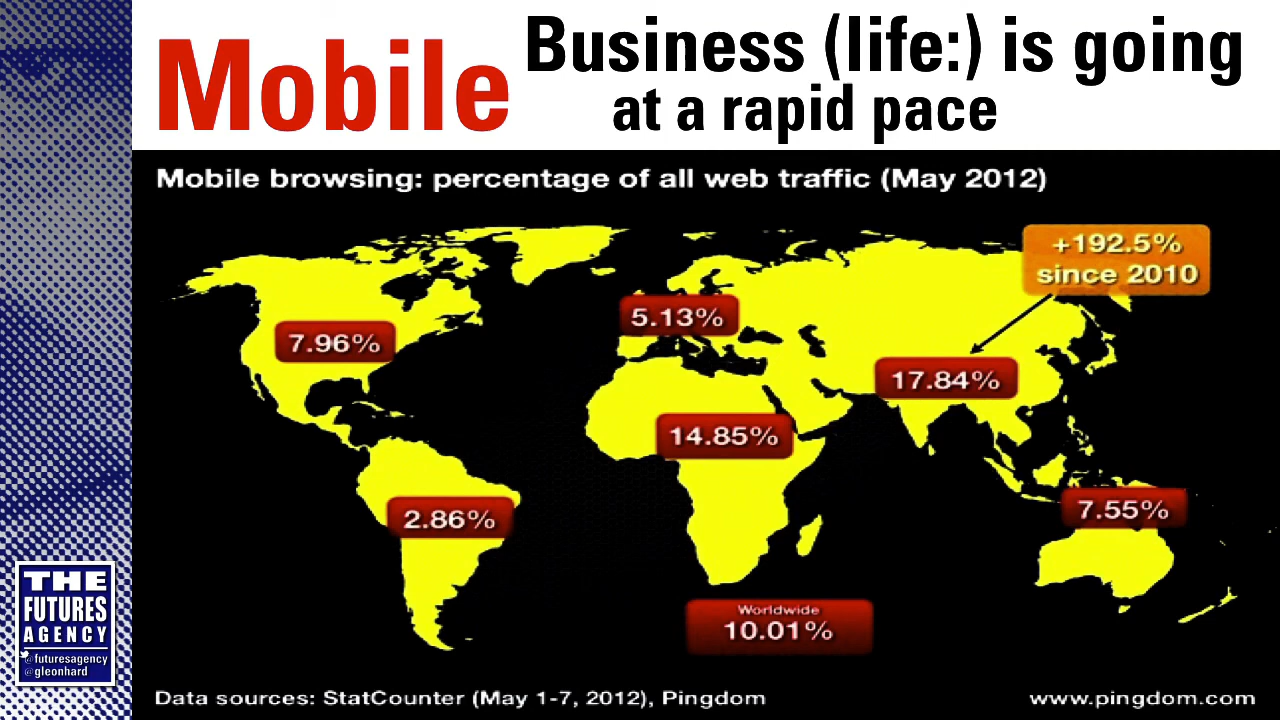 Mobile
Business (life:) is going
at a rapid pace
Mobile browsing: percentage of all web traffic (May 2012)
+192.5%
since 2010
5.13%
7.96%
17.84%
14.85%
7.55%
2.86%
Worldwide
10.01%
THE
FUTURES
AGENCY
@futuresagency
@gleonhard
Data sources: StatCounter (May 1-7, 2012), Pingdom
www.pingdom.com